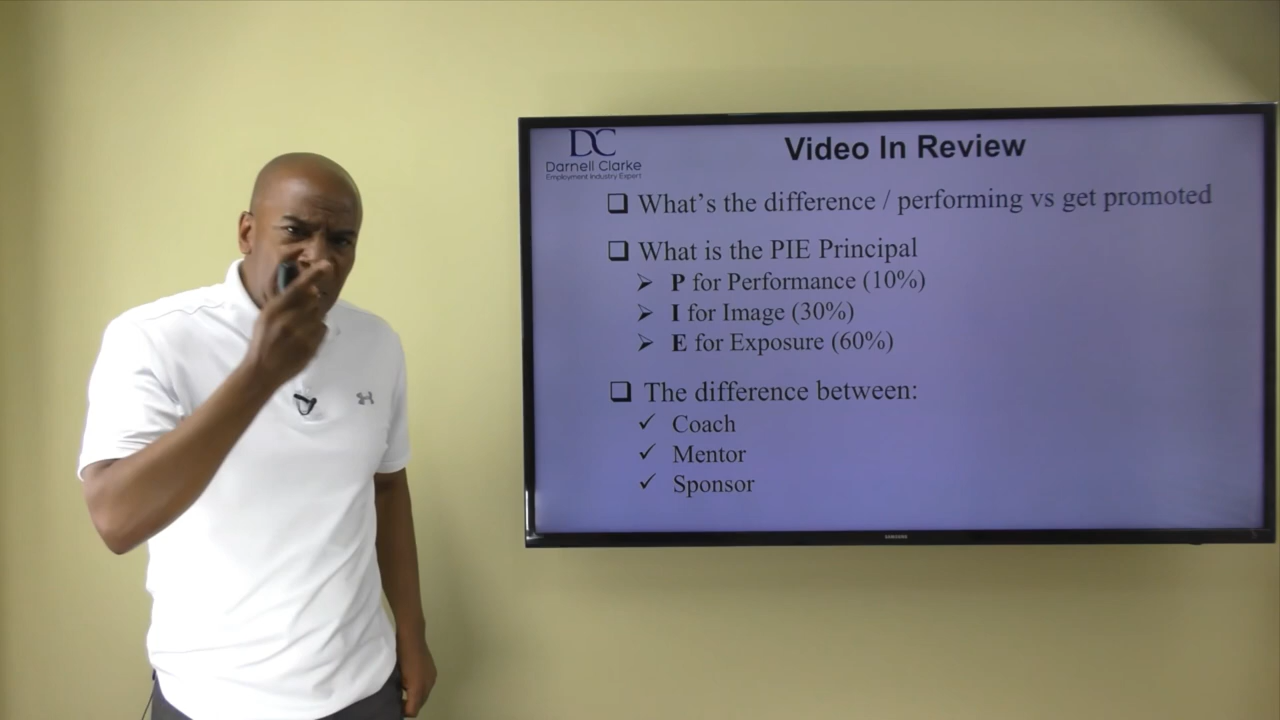 DC
Darnell Clarke
Employment Industry Expert
Video In Review
What's the difference / performing vs get promoted
What is the PIE Principal
P for Performance (10%)
I for Image (30%)
E for Exposure (60%)
The difference between:
Coach
Mentor
Sponsor
SAMSUNG